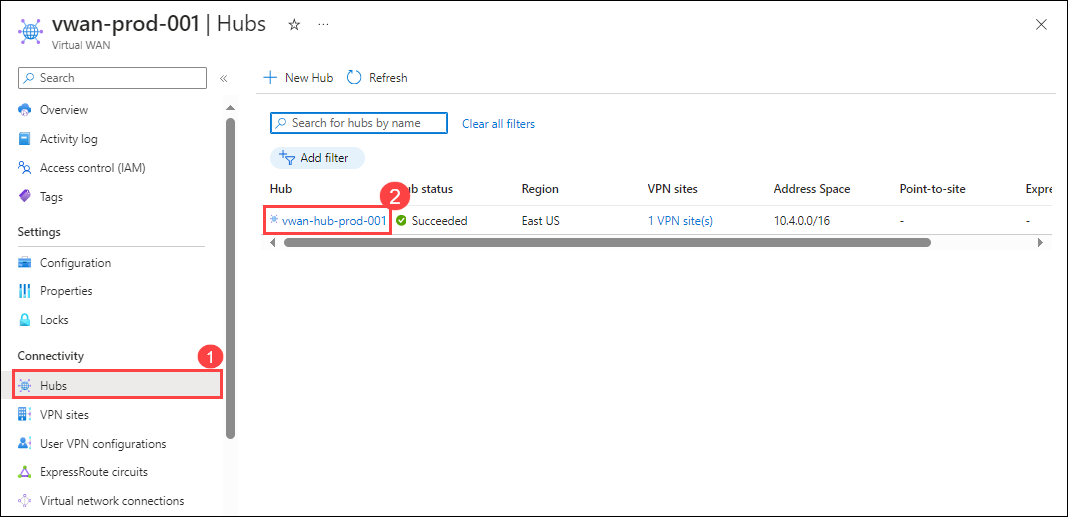 vwan-prod-001 | Hubs ☆ ···
Virtual WAN
Search «
Overview
Activity log
Access control (IAM)
Tags
Settings
Configuration
Properties
Locks
Connectivity
1
Hubs
VPN sites
User VPN configurations
ExpressRoute circuits
Virtual network connections
+ New Hub Refresh
Search for hubs by name Clear all filters
Add filter
2
Hub ub status Region VPN sites Address Space Point-to-site Expre
vwan-hub-prod-001 Succeeded East US 1 VPN site(s) 10.4.0.0/16 - -